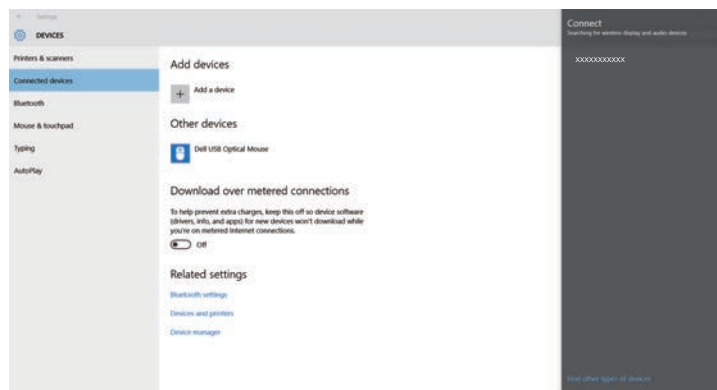 Settings
DEVICES
Printers & scanners
Connected devices
Bluetooth
Mouse & touchpad
Typing
AutoPlay
Add devices
Add a device
Other devices
Dell USB Optical Mouse
Download over metered connections
To help prevent extra charges, keep this off so device software
(drivers, info, and apps) for new devices won't download while
you're on metered Internet connections.
Off
Related settings
Bluetooth settings
Devices and printers
Device manager
Connect
Searching for wireless display and audio devices
XXXXXXXXXXX
Find other types of devices